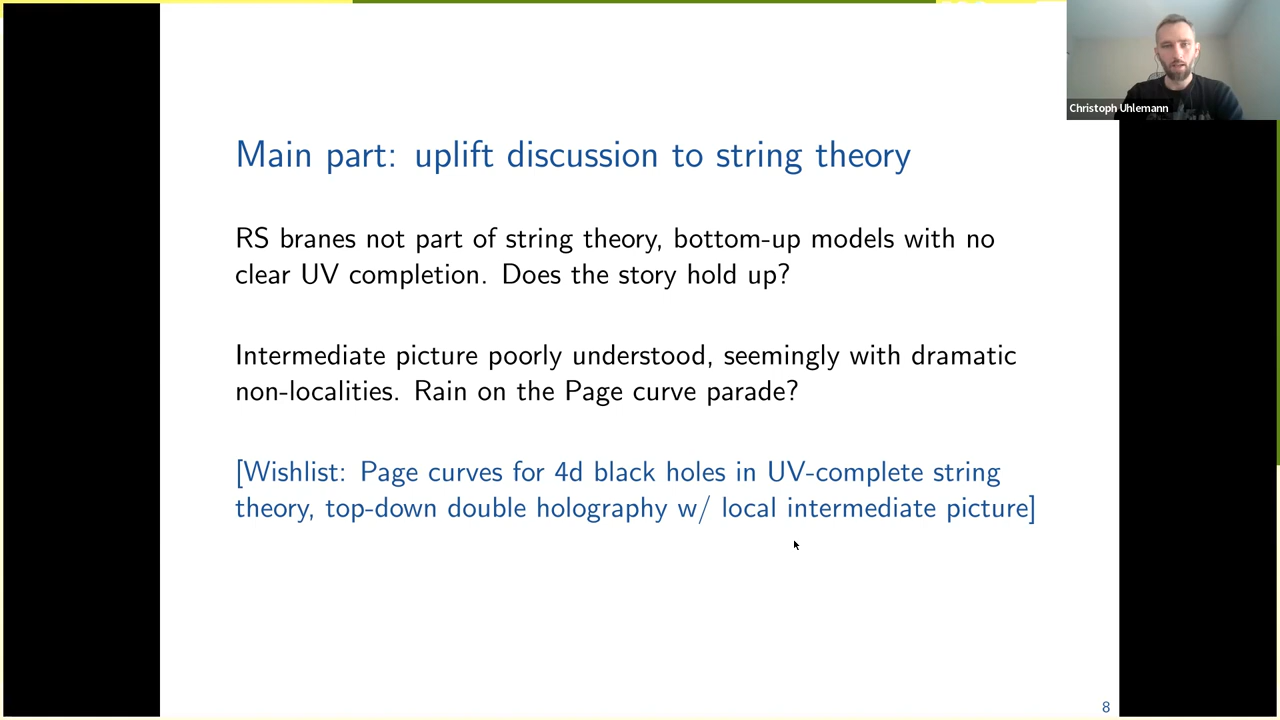 Christoph Uhlemann
Main part: uplift discussion to string theory
RS branes not part of string theory, bottom-up models with no
clear UV completion. Does the story hold up?
Intermediate picture poorly understood, seemingly with dramatic
non-localities. Rain on the Page curve parade?
[Wishlist: Page curves for 4d black holes in UV-complete string
theory, top-down double holography w/ local intermediate picture]
8